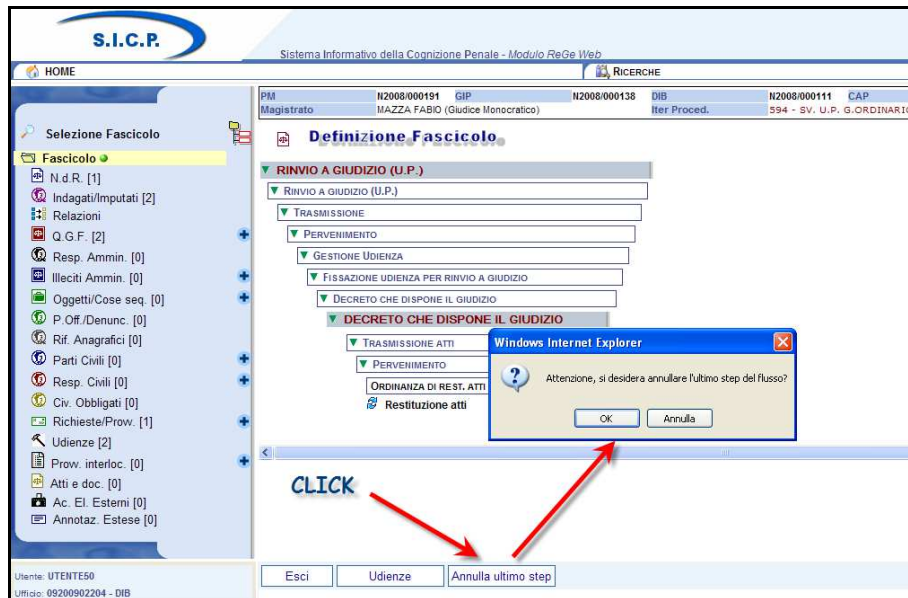 S.I.C.P.
Sistema Informativo della Cognizione Penale - Modulo ReGe Web
HOME
RICERCHE
PM N2008/000191 GIP N2008/000138 DIB N2008/000111 CAP
Magistrato MAZZA FABIO (Giudice Monocratico) Iter Proced. 594 - SV. U.P. G.ORDINARIO
Selezione Fascicolo
Definizione Fascicolo
Fascicolo
N.d.R. [1]
Indagati/Imputati [2]
Relazioni
Q.G.F. [2]
Resp. Ammin. [0]
Illeciti Ammin. [0]
Oggetti/Cose seq. [0]
P.Off./Denunc. [0]
Rif. Anagrafici [0]
Parti Civili [0]
Resp. Civili [0]
Civ. Obbligati [0]
Richieste/Provv. [1]
Udienze [2]
Provv. interloc. [0]
Atti e doc. [0]
Ac. El. Esterni [0]
Annotaz. Estese [0]
RINVIO A GIUDIZIO (U.P.)
RINVIO A GIUDIZIO (U.P.)
TRASMISSIONE
PERVENIMENTO
GESTIONE UDIENZA
FISSAZIONE UDIENZA PER RINVIO A GIUDIZIO
DECRETO CHE DISPONE IL GIUDIZIO
DECRETO CHE DISPONE IL GIUDIZIO
TRASMISSIONE ATTI
PERVENIMENTO
ORDINANZA DI REST. ATTI
Restituzione atti
Windows Internet Explorer
Attenzione, si desidera annullare l'ultimo step del flusso?
OK Annulla
CLICK
Esci Udienze Annulla ultimo step
Utente: UTENTE50
Ufficio: 09200902204 - DIB